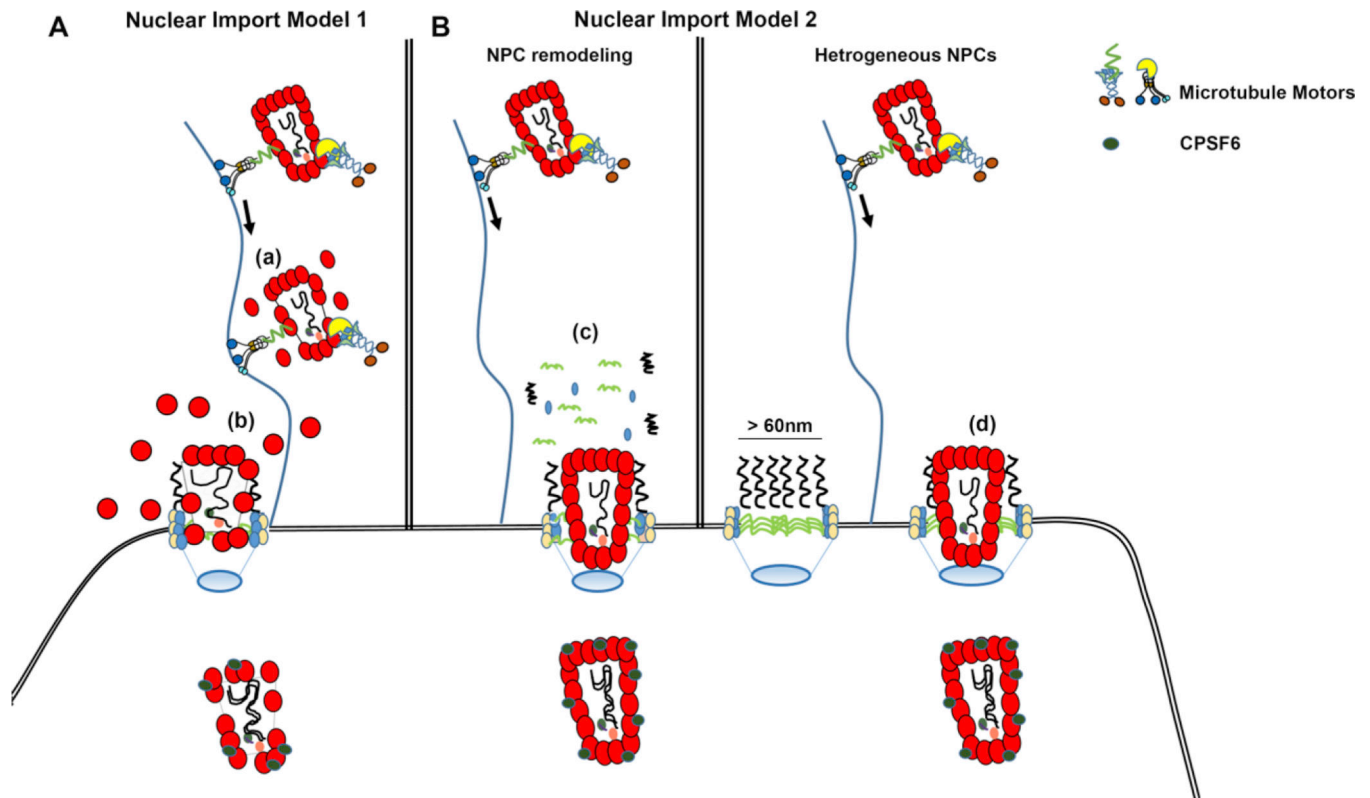 A
Nuclear Import Model 1
B
Nuclear Import Model 2
NPC remodeling
Hetrogeneous NPCs
Microtubule Motors
CPSF6
(a)
(b)
(c)
> 60nm
(d)